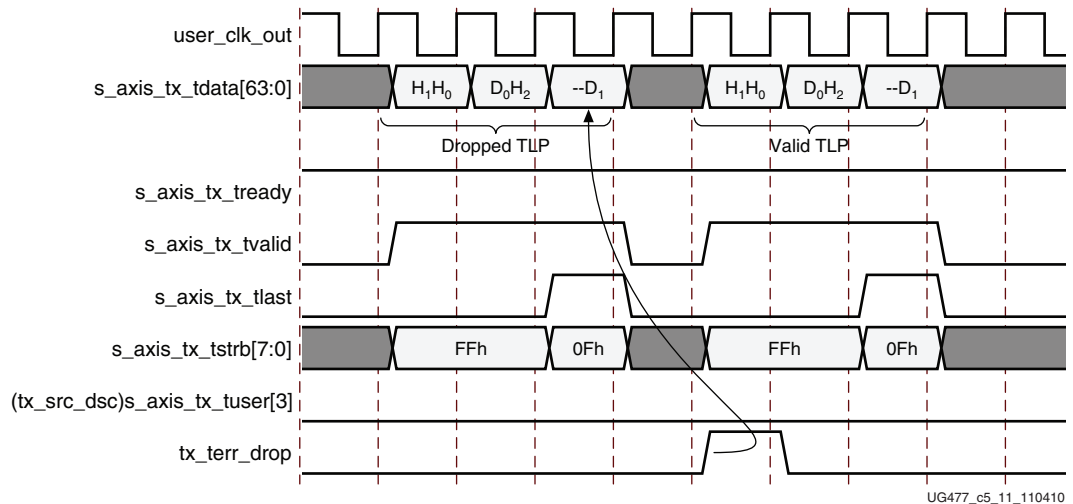 user_clk_out
s_axis_tx_tdata[63:0] H₁H₀ D₀H₂ --D₁ H₁H₀ D₀H₂ --D₁
Dropped TLP Valid TLP
s_axis_tx_tready
s_axis_tx_tvalid
s_axis_tx_tlast
s_axis_tx_tstrb[7:0] FFh 0Fh FFh 0Fh
(tx_src_dsc)s_axis_tx_tuser[3]
tx_terr_drop
UG477_c5_11_110410